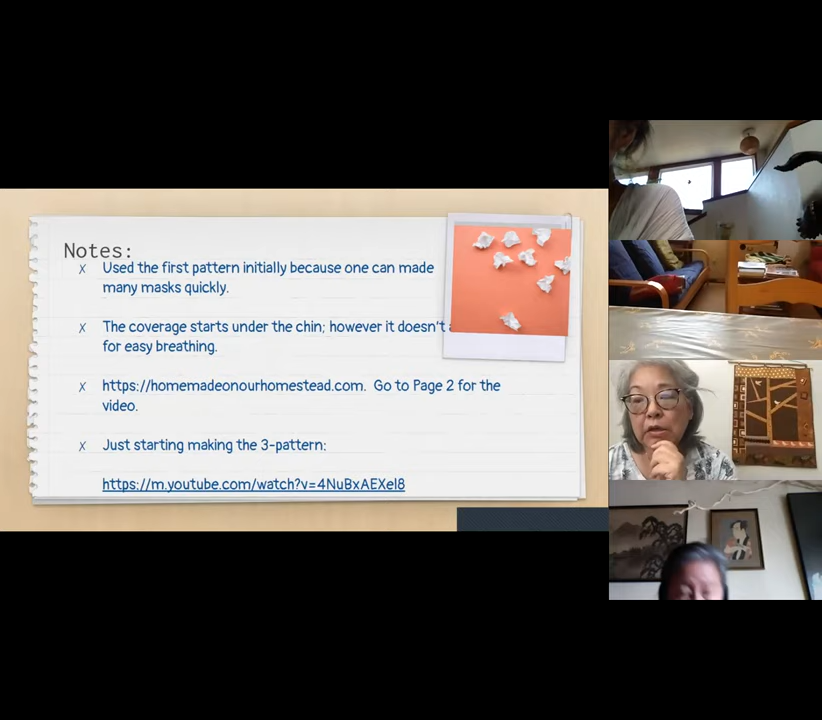 Notes:
x Used the first pattern initially because one can made
many masks quickly.
x The coverage starts under the chin; however it doesn't
for easy breathing.
x https://homemadeonourhomestead.com. Go to Page 2 for the
video.
x Just starting making the 3-pattern:
https://m.youtube.com/watch?v=4NuBxAEXel8